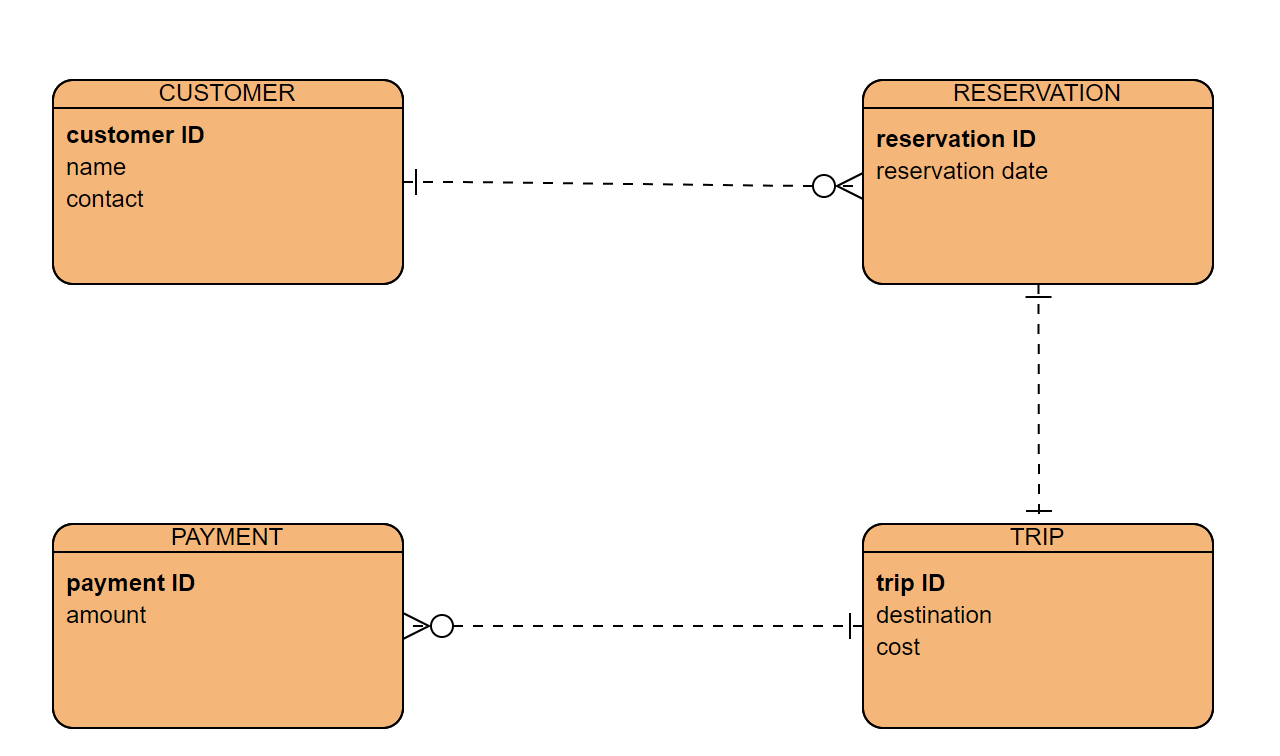 CUSTOMER
customer ID
name
contact
RESERVATION
reservation ID
reservation date
PAYMENT
payment ID
amount
TRIP
trip ID
destination
cost